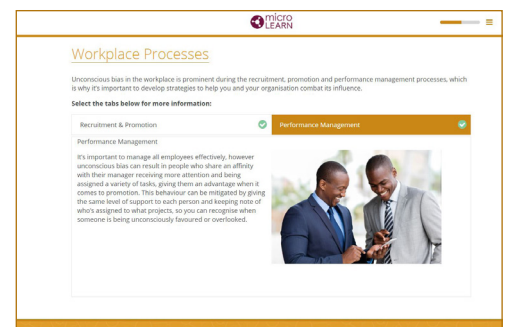 micro
LEARN
Workplace Processes
Unconscious bias in the workplace is prominent during the recruitment, promotion and performance management processes, which
is why it's important to develop strategies to help you and your organisation combat its influence.
Select the tabs below for more information:
Recruitment & Promotion
Performance Management
Performance Management
It's important to manage all employees effectively, however
unconscious bias can result in people who share an affinity
with their manager receiving more attention and being
assigned a variety of tasks, giving them an advantage when it
comes to promotion. This behaviour can be mitigated by giving
the same level of support to each person and keeping note of
who's assigned to what projects, so you can recognise when
someone is being unconsciously favoured or overlooked.